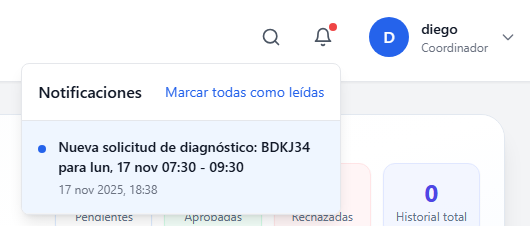 D
diego
Coordinador
Notificaciones
Marcar todas como leídas
Nueva solicitud de diagnóstico: BDKJ34
para lun, 17 nov 07:30 - 09:30
17 nov 2025, 18:38
0
Pendientes
Aprobadas
Rechazadas
Historial total